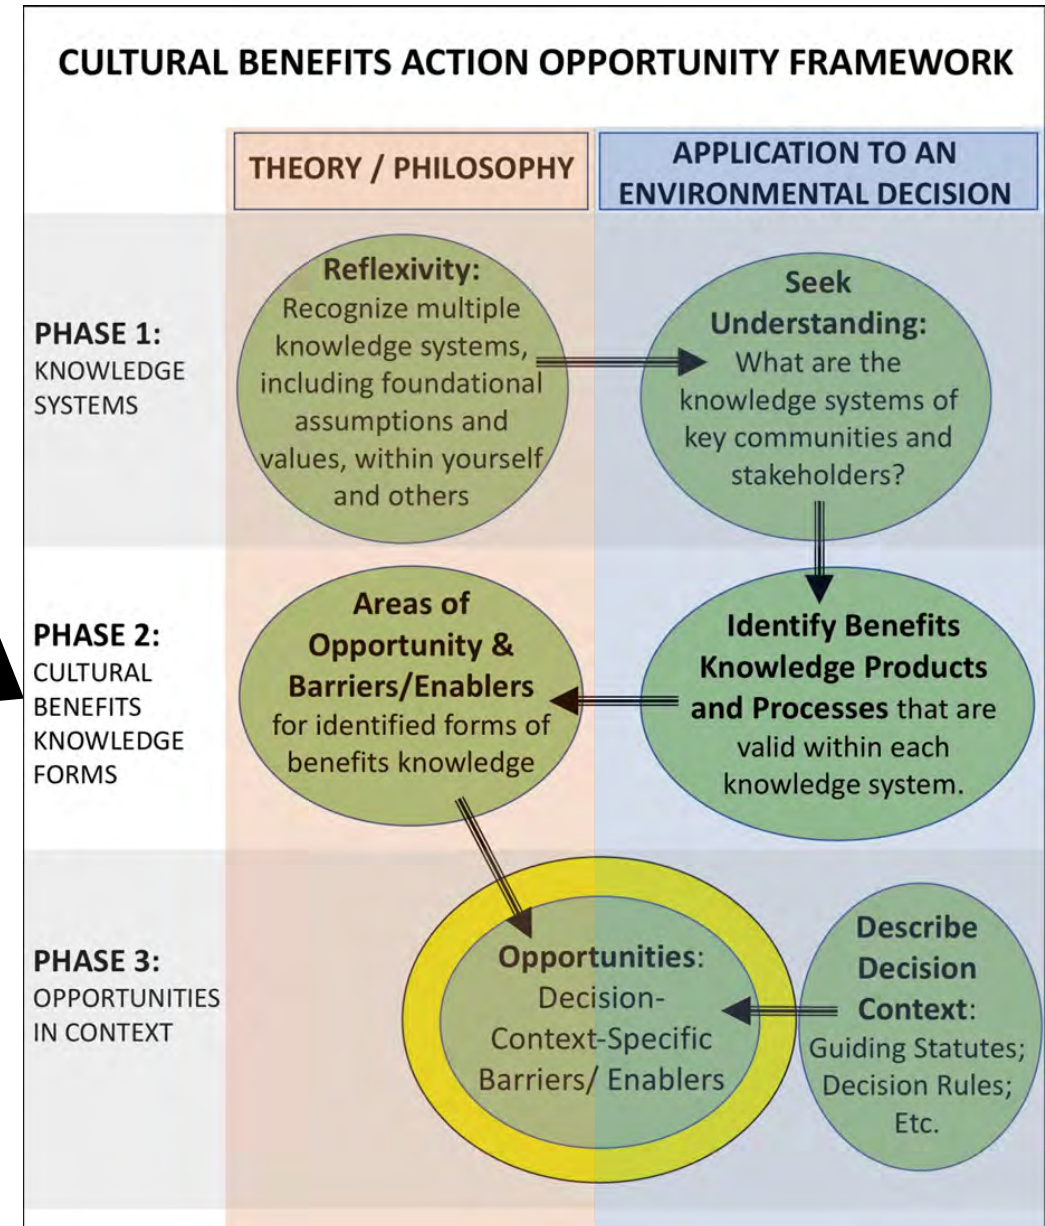 CULTURAL BENEFITS ACTION OPPORTUNITY FRAMEWORK
THEORY / PHILOSOPHY
APPLICATION TO AN
ENVIRONMENTAL DECISION
PHASE 1:
KNOWLEDGE
SYSTEMS
Reflexivity:
Recognize multiple
knowledge systems,
including foundational
assumptions and
values, within yourself
and others
Seek
Understanding:
What are the
knowledge systems of
key communities and
stakeholders?
PHASE 2:
CULTURAL
BENEFITS
KNOWLEDGE
FORMS
Areas of
Opportunity &
Barriers/Enablers
for identified forms of
benefits knowledge
Identify Benefits
Knowledge Products
and Processes that are
valid within each
knowledge system.
PHASE 3:
OPPORTUNITIES
IN CONTEXT
Opportunities:
Decision-
Context-Specific
Barriers/ Enablers
Describe
Decision
Context:
Guiding Statutes;
Decision Rules;
Etc.